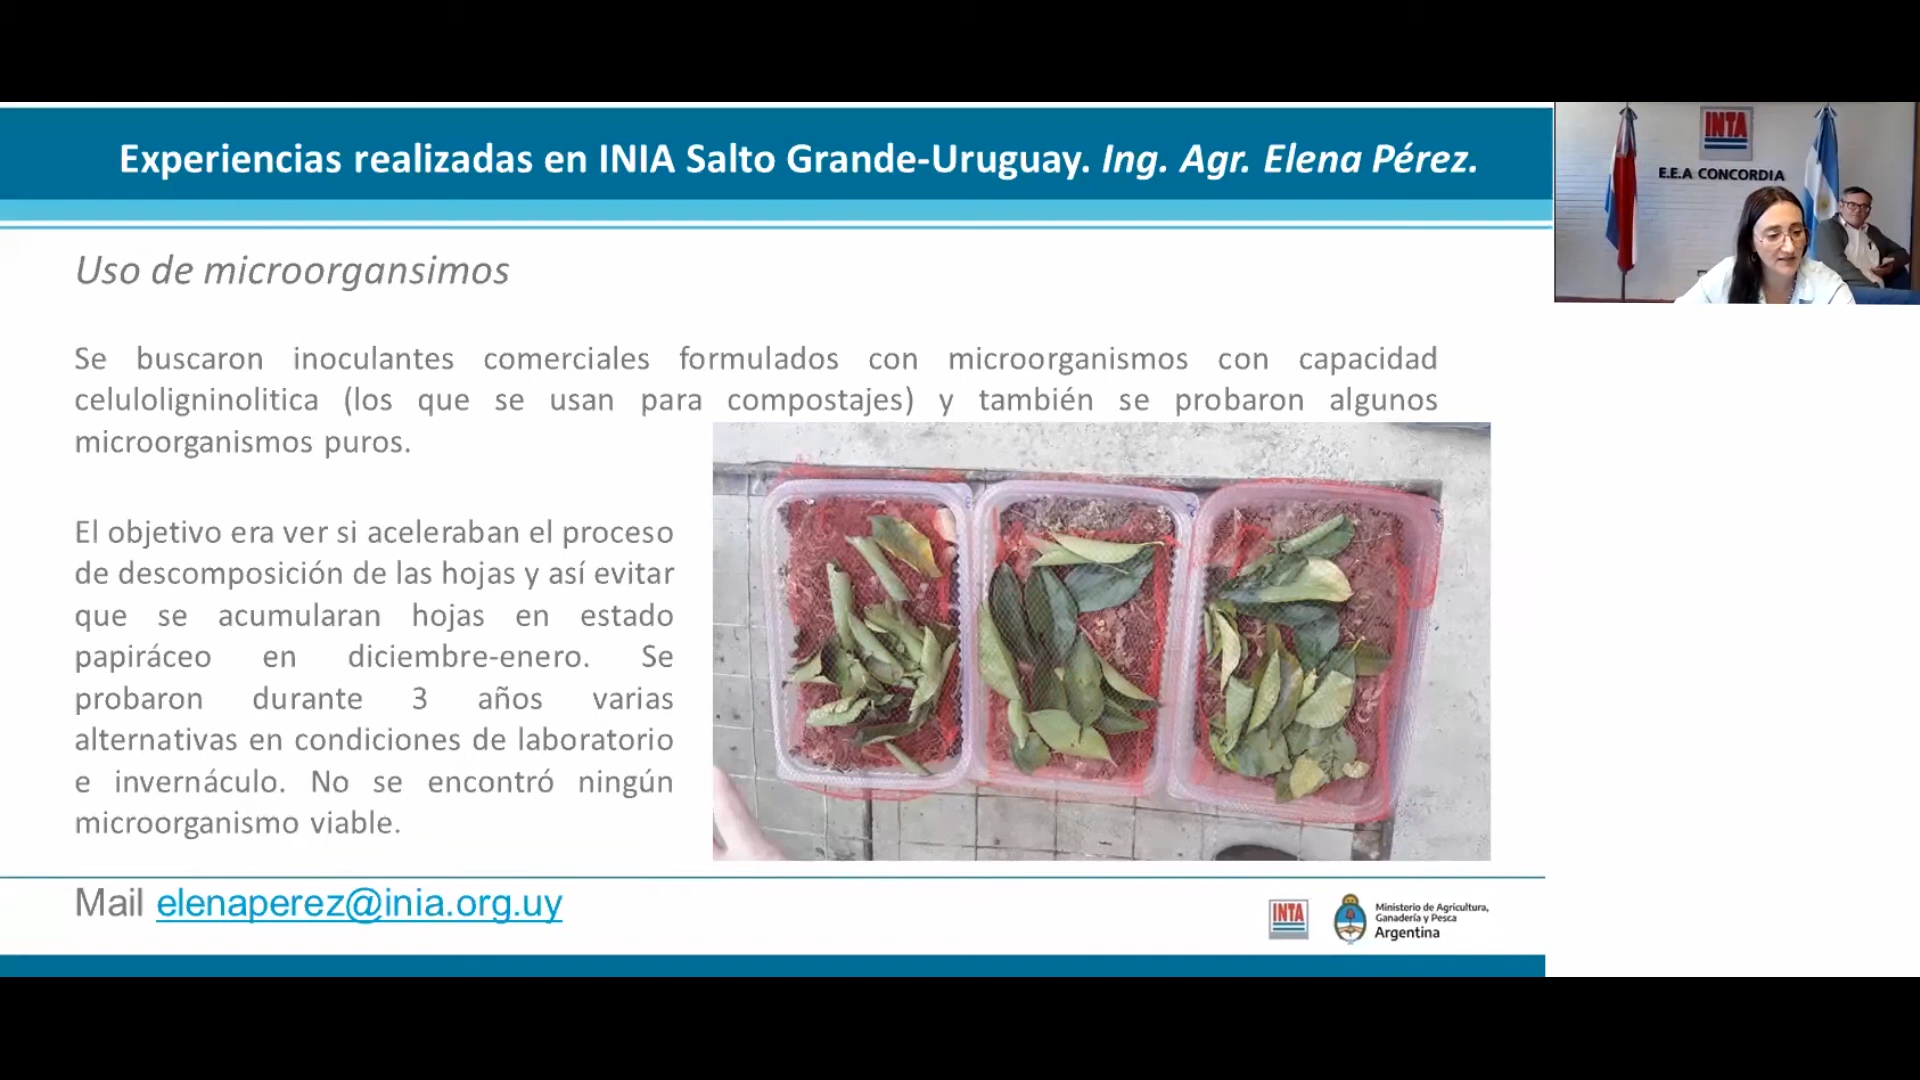 Experiencias realizadas en INIA Salto Grande-Uruguay. Ing. Agr. Elena Pérez.
INTA
E.E.A CONCORDIA
Uso de microorgansimos
Se buscaron inoculantes comerciales formulados con microorganismos con capacidad
celuloligninolitica (los que se usan para compostajes) y también se probaron algunos
microorganismos puros.
El objetivo era ver si aceleraban el proceso
de descomposición de las hojas y así evitar
que se acumularan hojas en estado
papiráceo en diciembre-enero. Se
probaron durante 3 años varias
alternativas en condiciones de laboratorio
e invernáculo. No se encontró ningún
microorganismo viable.
Mail elenaperez@inia.org.uy
INTA
Ministerio de Agricultura,
Ganadería y Pesca
Argentina